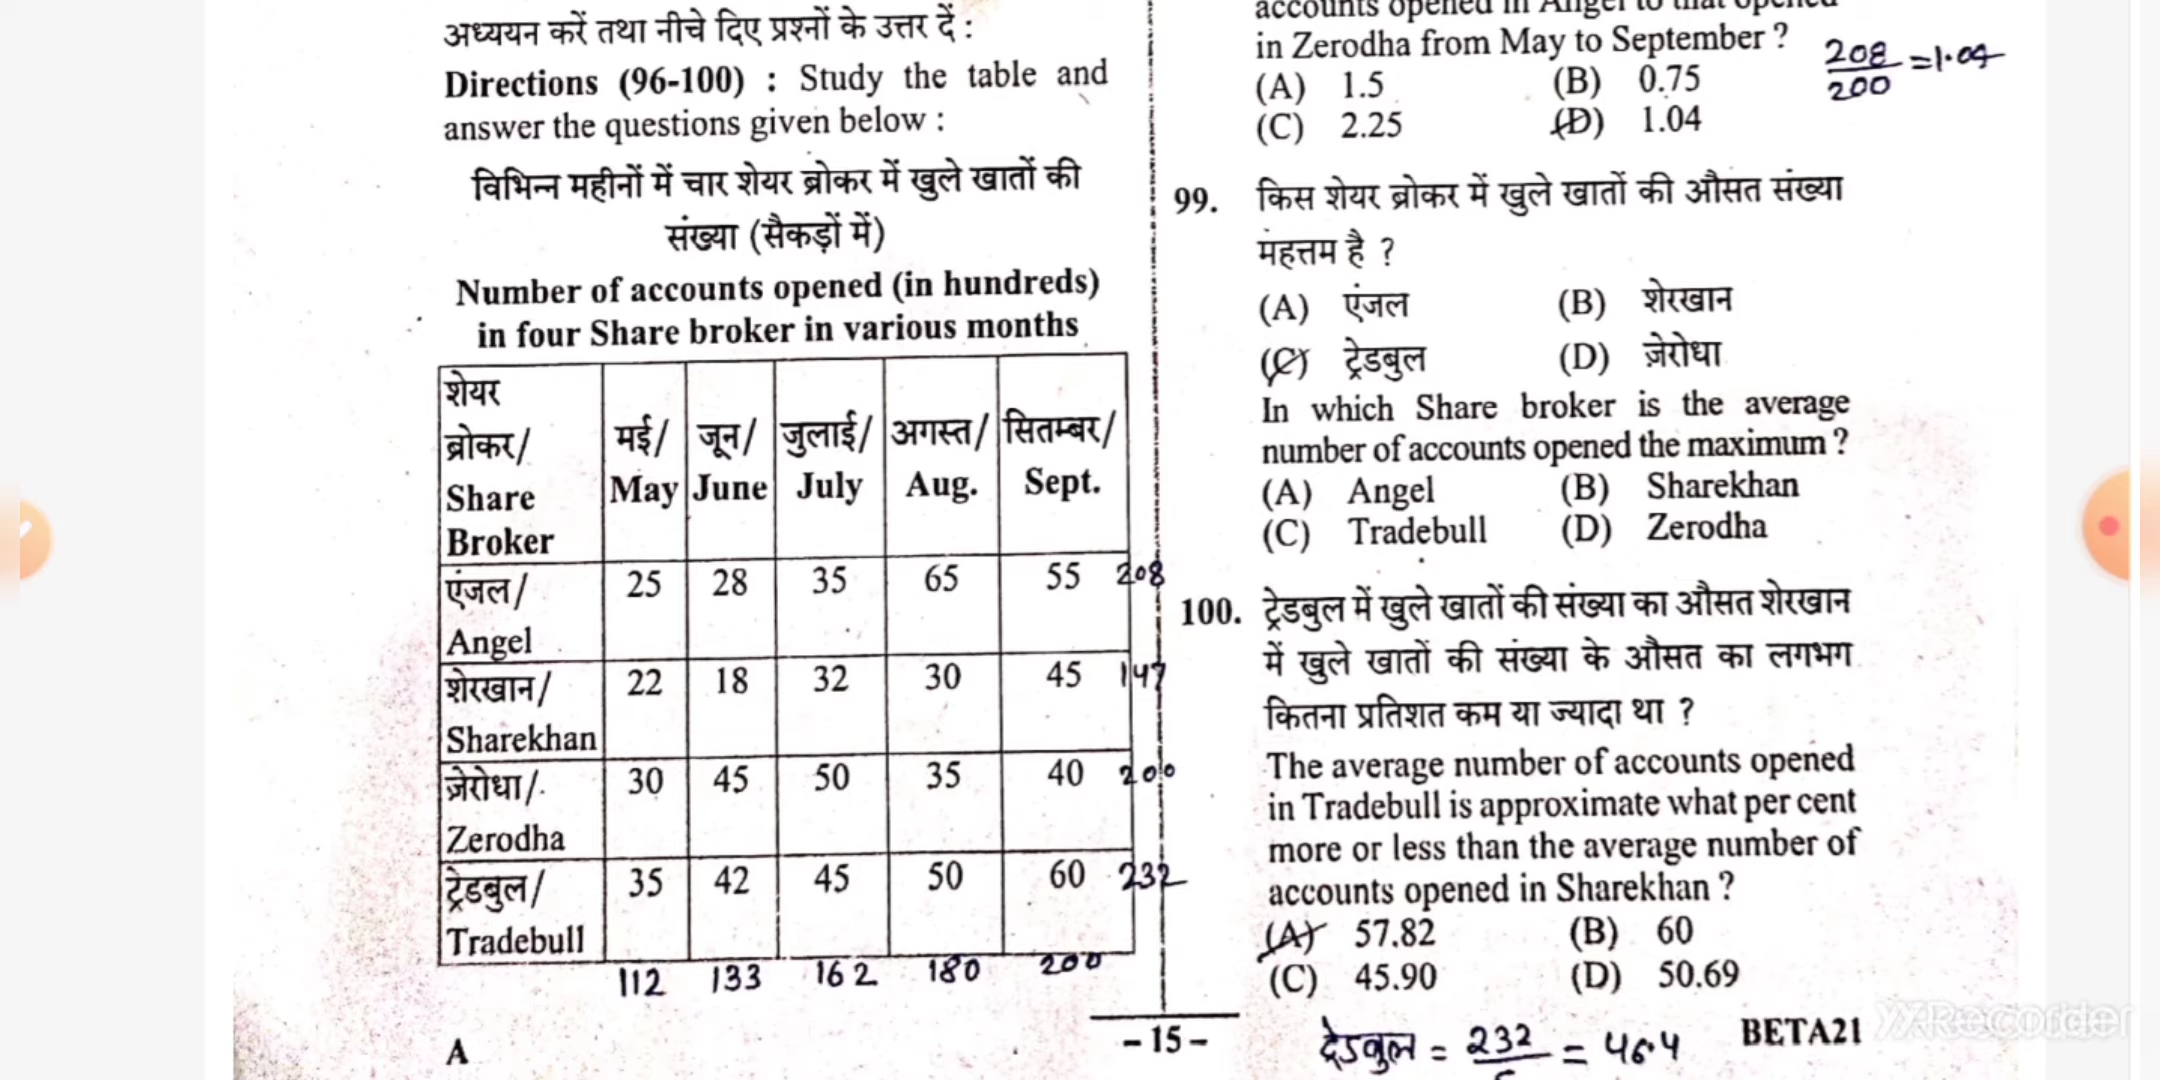 अध्ययन करें तथा नीचे दिए प्रश्नों के उत्तर दें :
Directions (96-100) : Study the table and
answer the questions given below :
विभिन्न महीनों में चार शेयर ब्रोकर में खुले खातों की
संख्या (सैकड़ों में)
Number of accounts opened (in hundreds)
in four Share broker in various months
शेयर ब्रोकर/ Share Broker मई/ May जून/ June जुलाई/ July अगस्त/ Aug. सितम्बर/ Sept.
एंजल/ Angel 25 28 35 65 55 208
शेरखान/ Sharekhan 22 18 32 30 45 147
ज़ेरोधा/ Zerodha 30 45 50 35 40 200
ट्रेडबुल/ Tradebull 35 42 45 50 60 232
112 133 162 180 200
A
accounts opened in Angel to that opened
in Zerodha from May to September ?
(A) 1.5 (B) 0.75
(C) 2.25 (D) 1.04
208
200 =1.04
99. किस शेयर ब्रोकर में खुले खातों की औसत संख्या
महत्तम है ?
(A) एंजल (B) शेरखान
(C) ट्रेडबुल (D) ज़ेरोधा
In which Share broker is the average
number of accounts opened the maximum ?
(A) Angel (B) Sharekhan
(C) Tradebull (D) Zerodha
100. ट्रेडबुल में खुले खातों की संख्या का औसत शेरखान
में खुले खातों की संख्या के औसत का लगभग
कितना प्रतिशत कम या ज्यादा था ?
The average number of accounts opened
in Tradebull is approximate what per cent
more or less than the average number of
accounts opened in Sharekhan ?
(A) 57.82 (B) 60
(C) 45.90 (D) 50.69
-15-
BETA21
ट्रेडबुल = 232 = 46.4